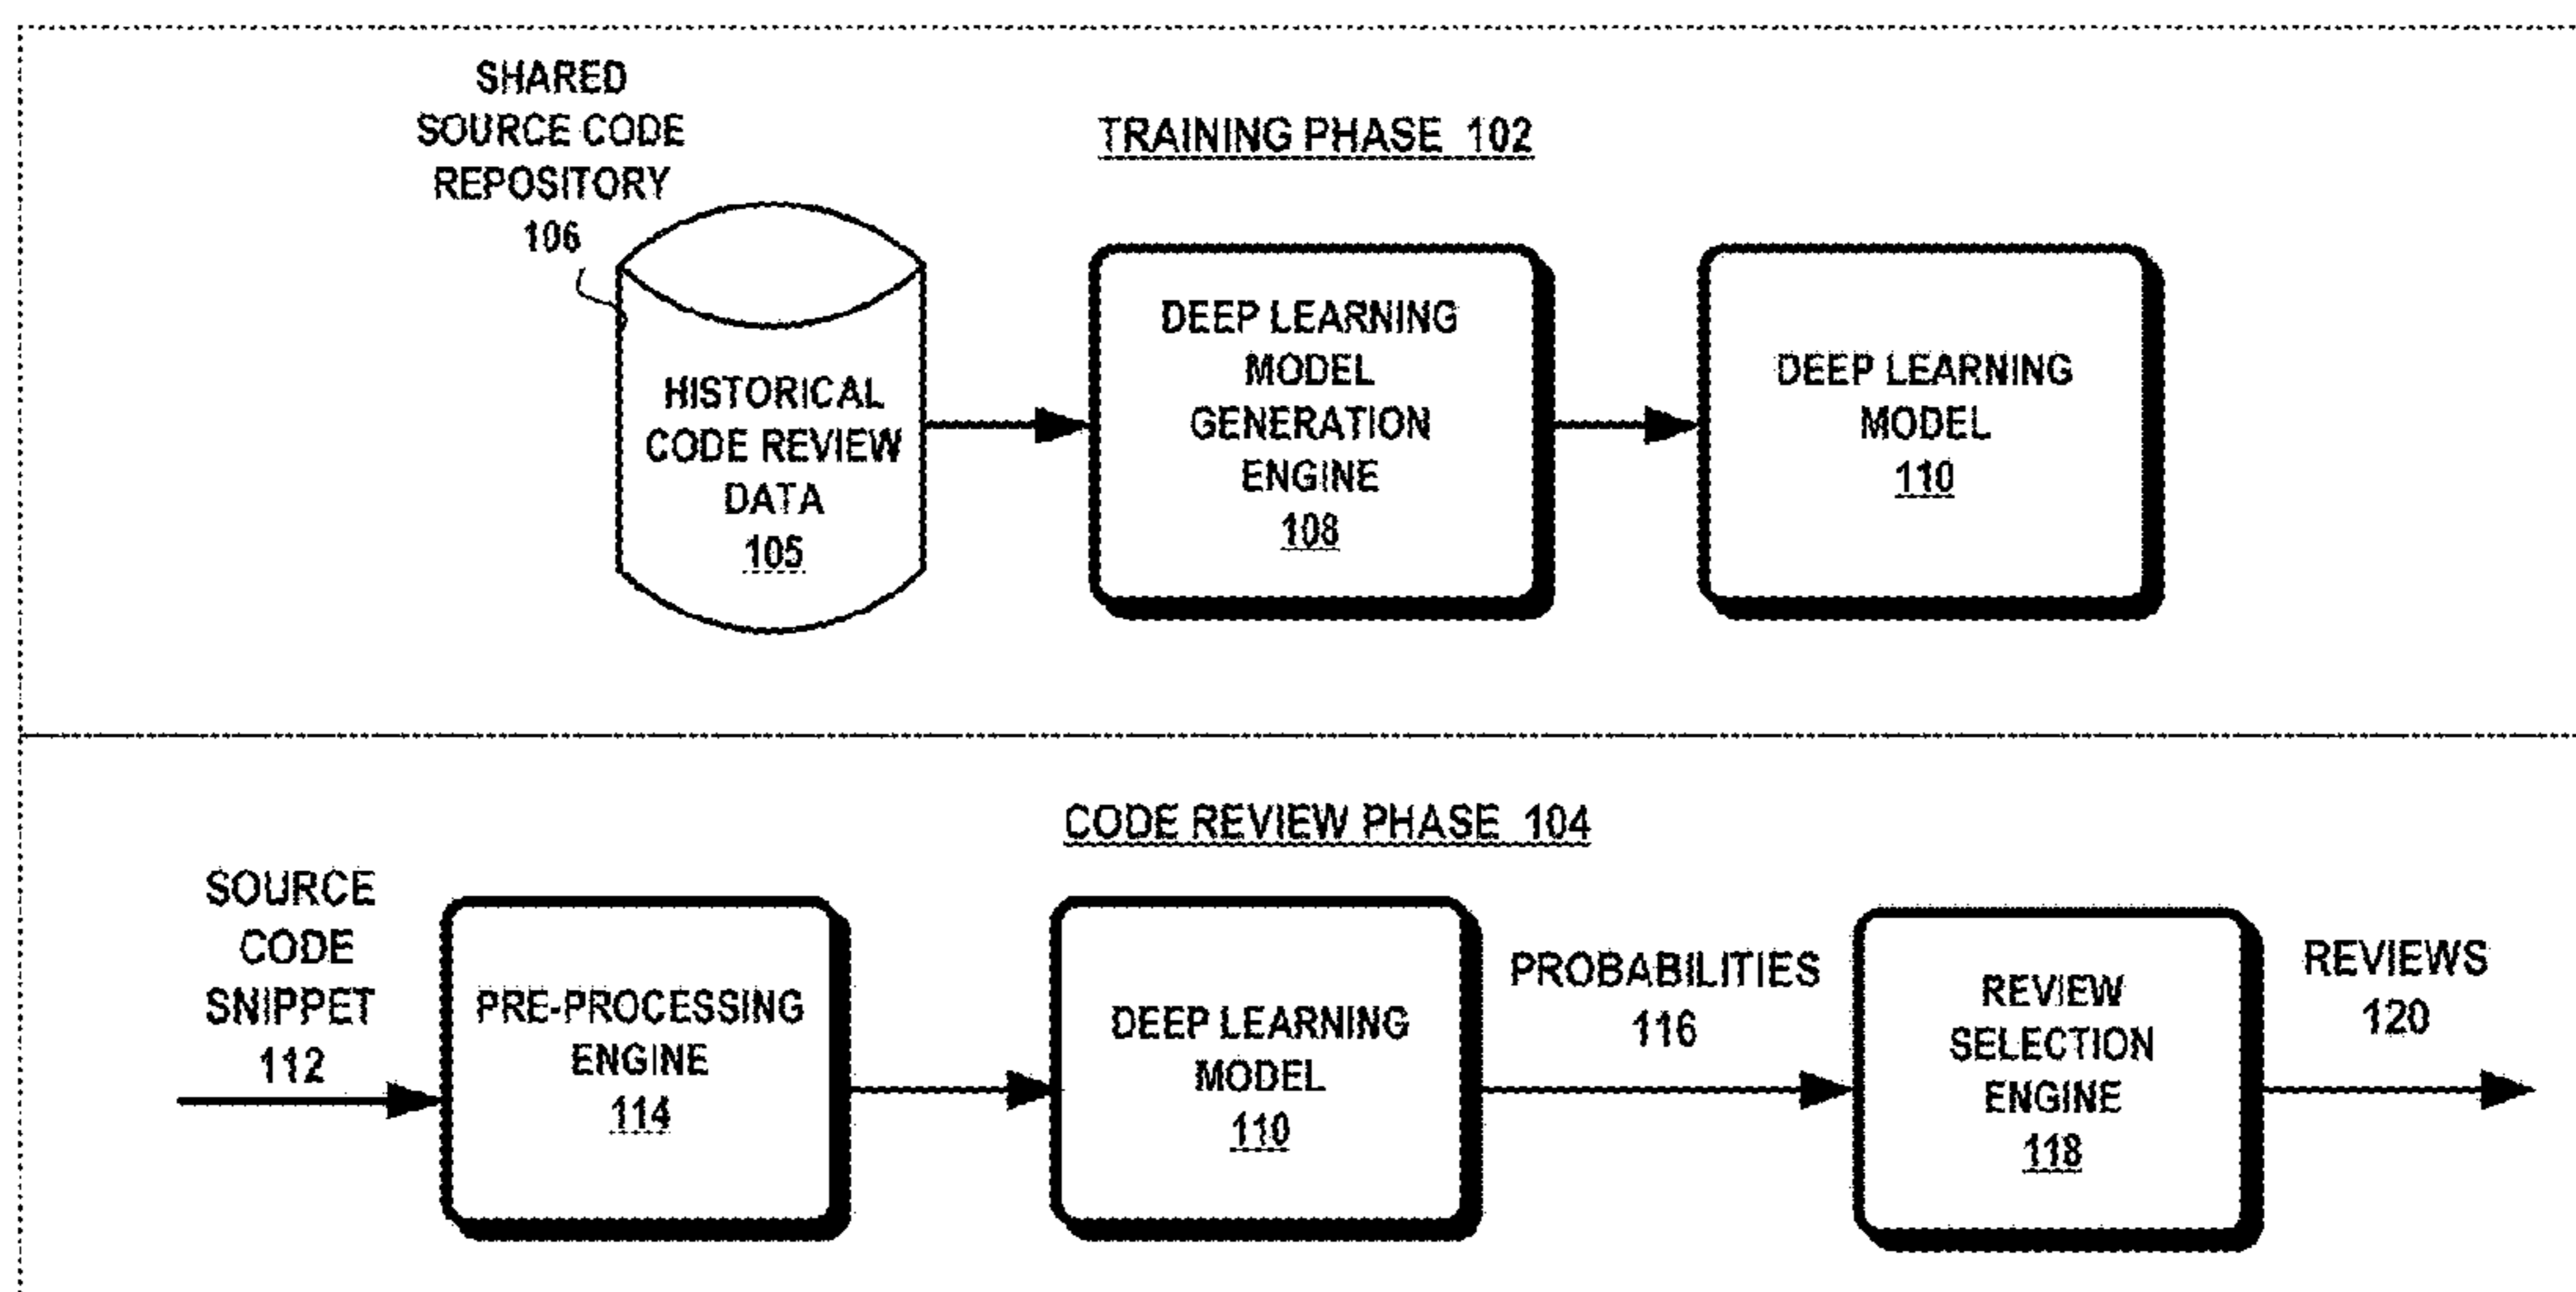 SHARED
SOURCE CODE
REPOSITORY
106
TRAINING PHASE 102
HISTORICAL
CODE REVIEW
DATA
105
DEEP LEARNING
MODEL
GENERATION
ENGINE
108
DEEP LEARNING
MODEL
110
CODE REVIEW PHASE 104
SOURCE
CODE
SNIPPET
112
PRE-PROCESSING
ENGINE
114
DEEP LEARNING
MODEL
110
PROBABILITIES
116
REVIEW
SELECTION
ENGINE
118
REVIEWS
120